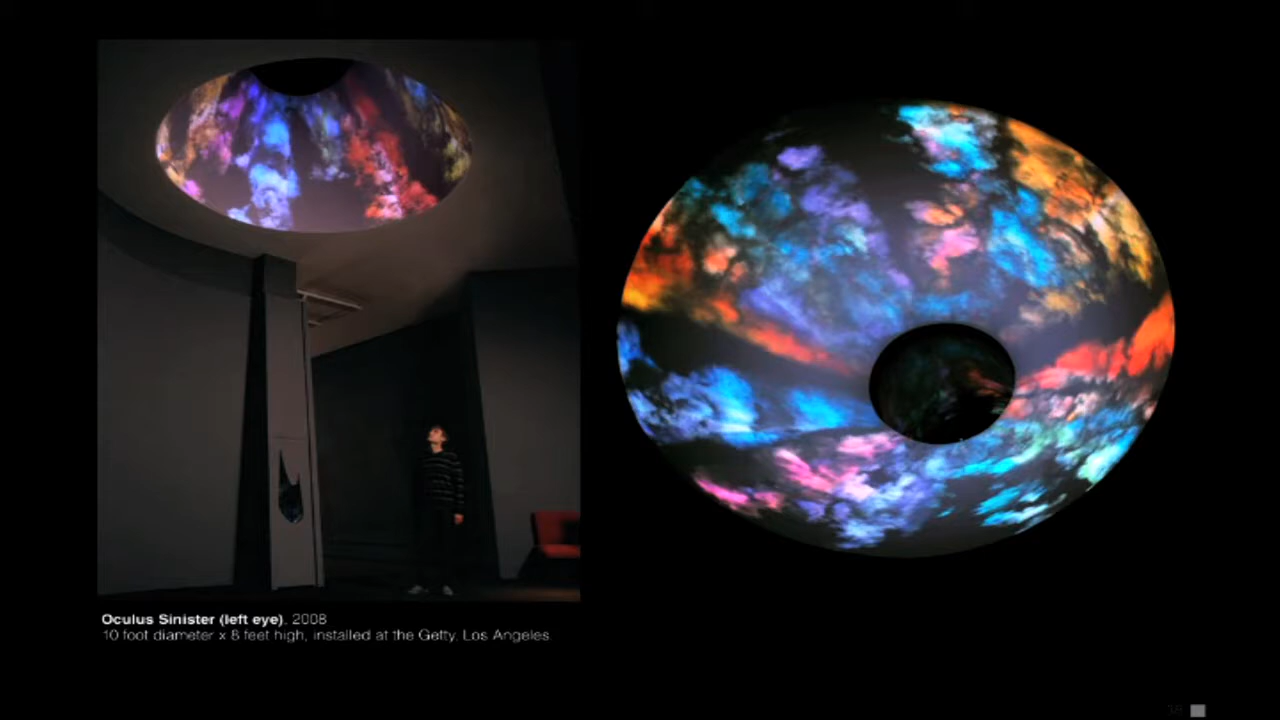 Oculus Sinister (left eye), 2008
10 foot diameter x 8 feet high, installed at the Getty, Los Angeles.